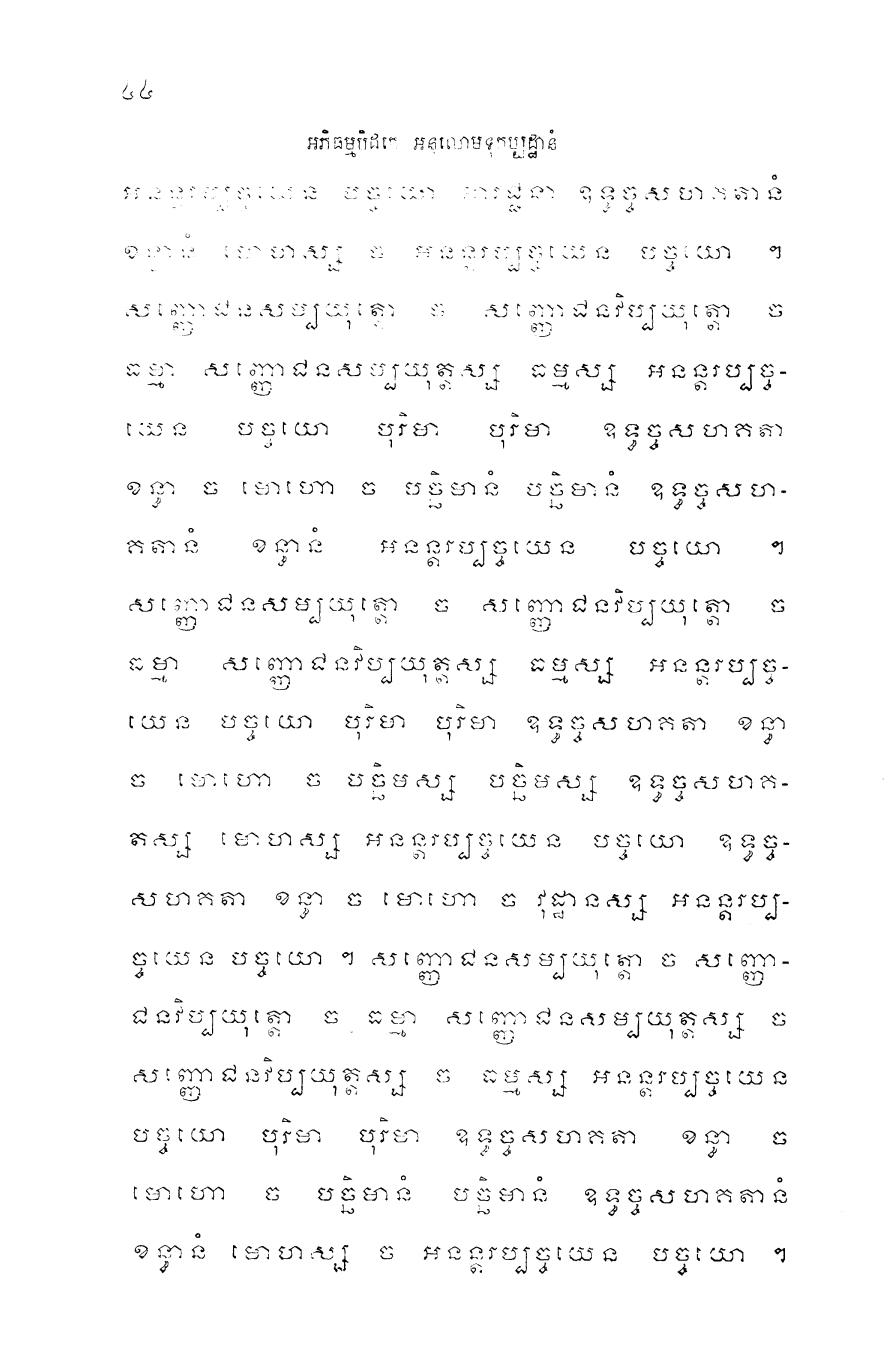 ៤៤
អភិធម្មបិដកេ អនុលោមទុកប្បដ្ឋានំ
អនន្តរប្បច្ចយេន បច្ចយោ អាវជ្ជនា ឧទ្ធច្ចសហគតានំ
ខន្ធានំ មោហស្ស ច អនន្តរប្បច្ចយេន បច្ចយោ ។
សញ្ញោជនសម្បយុត្តោ ច សញ្ញោជនវិប្បយុត្តោ ច
ធម្មា សញ្ញោជនសម្បយុត្តស្ស ធម្មស្ស អនន្តរប្បច្ច-
យេន បច្ចយោ បុរិមា បុរិមា ឧទ្ធច្ចសហគតា
ខន្ធា ច មោហោ ច បច្ឆិមានំ បច្ឆិមានំ ឧទ្ធច្ចសហ-
គតានំ ខន្ធានំ អនន្តរប្បច្ចយេន បច្ចយោ ។
សញ្ញោជនសម្បយុត្តោ ច សញ្ញោជនវិប្បយុត្តោ ច
ធម្មា សញ្ញោជនវិប្បយុត្តស្ស ធម្មស្ស អនន្តរប្បច្ច-
យេន បច្ចយោ បុរិមា បុរិមា ឧទ្ធច្ចសហគតា ខន្ធា
ច មោហោ ច បច្ឆិមស្ស បច្ឆិមស្ស ឧទ្ធច្ចសហគ-
តស្ស មោហស្ស អនន្តរប្បច្ចយេន បច្ចយោ ឧទ្ធច្ច-
សហគតា ខន្ធា ច មោហោ ច វុដ្ឋានស្ស អនន្តរប្ប-
ច្ចយេន បច្ចយោ ។ សញ្ញោជនសម្បយុត្តោ ច សញ្ញោ-
ជនវិប្បយុត្តោ ច ធម្មា សញ្ញោជនសម្បយុត្តស្ស ច
សញ្ញោជនវិប្បយុត្តស្ស ច ធម្មស្ស អនន្តរប្បច្ចយេន
បច្ចយោ បុរិមា បុរិមា ឧទ្ធច្ចសហគតា ខន្ធា ច
មោហោ ច បច្ឆិមានំ បច្ឆិមានំ ឧទ្ធច្ចសហគតានំ
ខន្ធានំ មោហស្ស ច អនន្តរប្បច្ចយេន បច្ចយោ ។